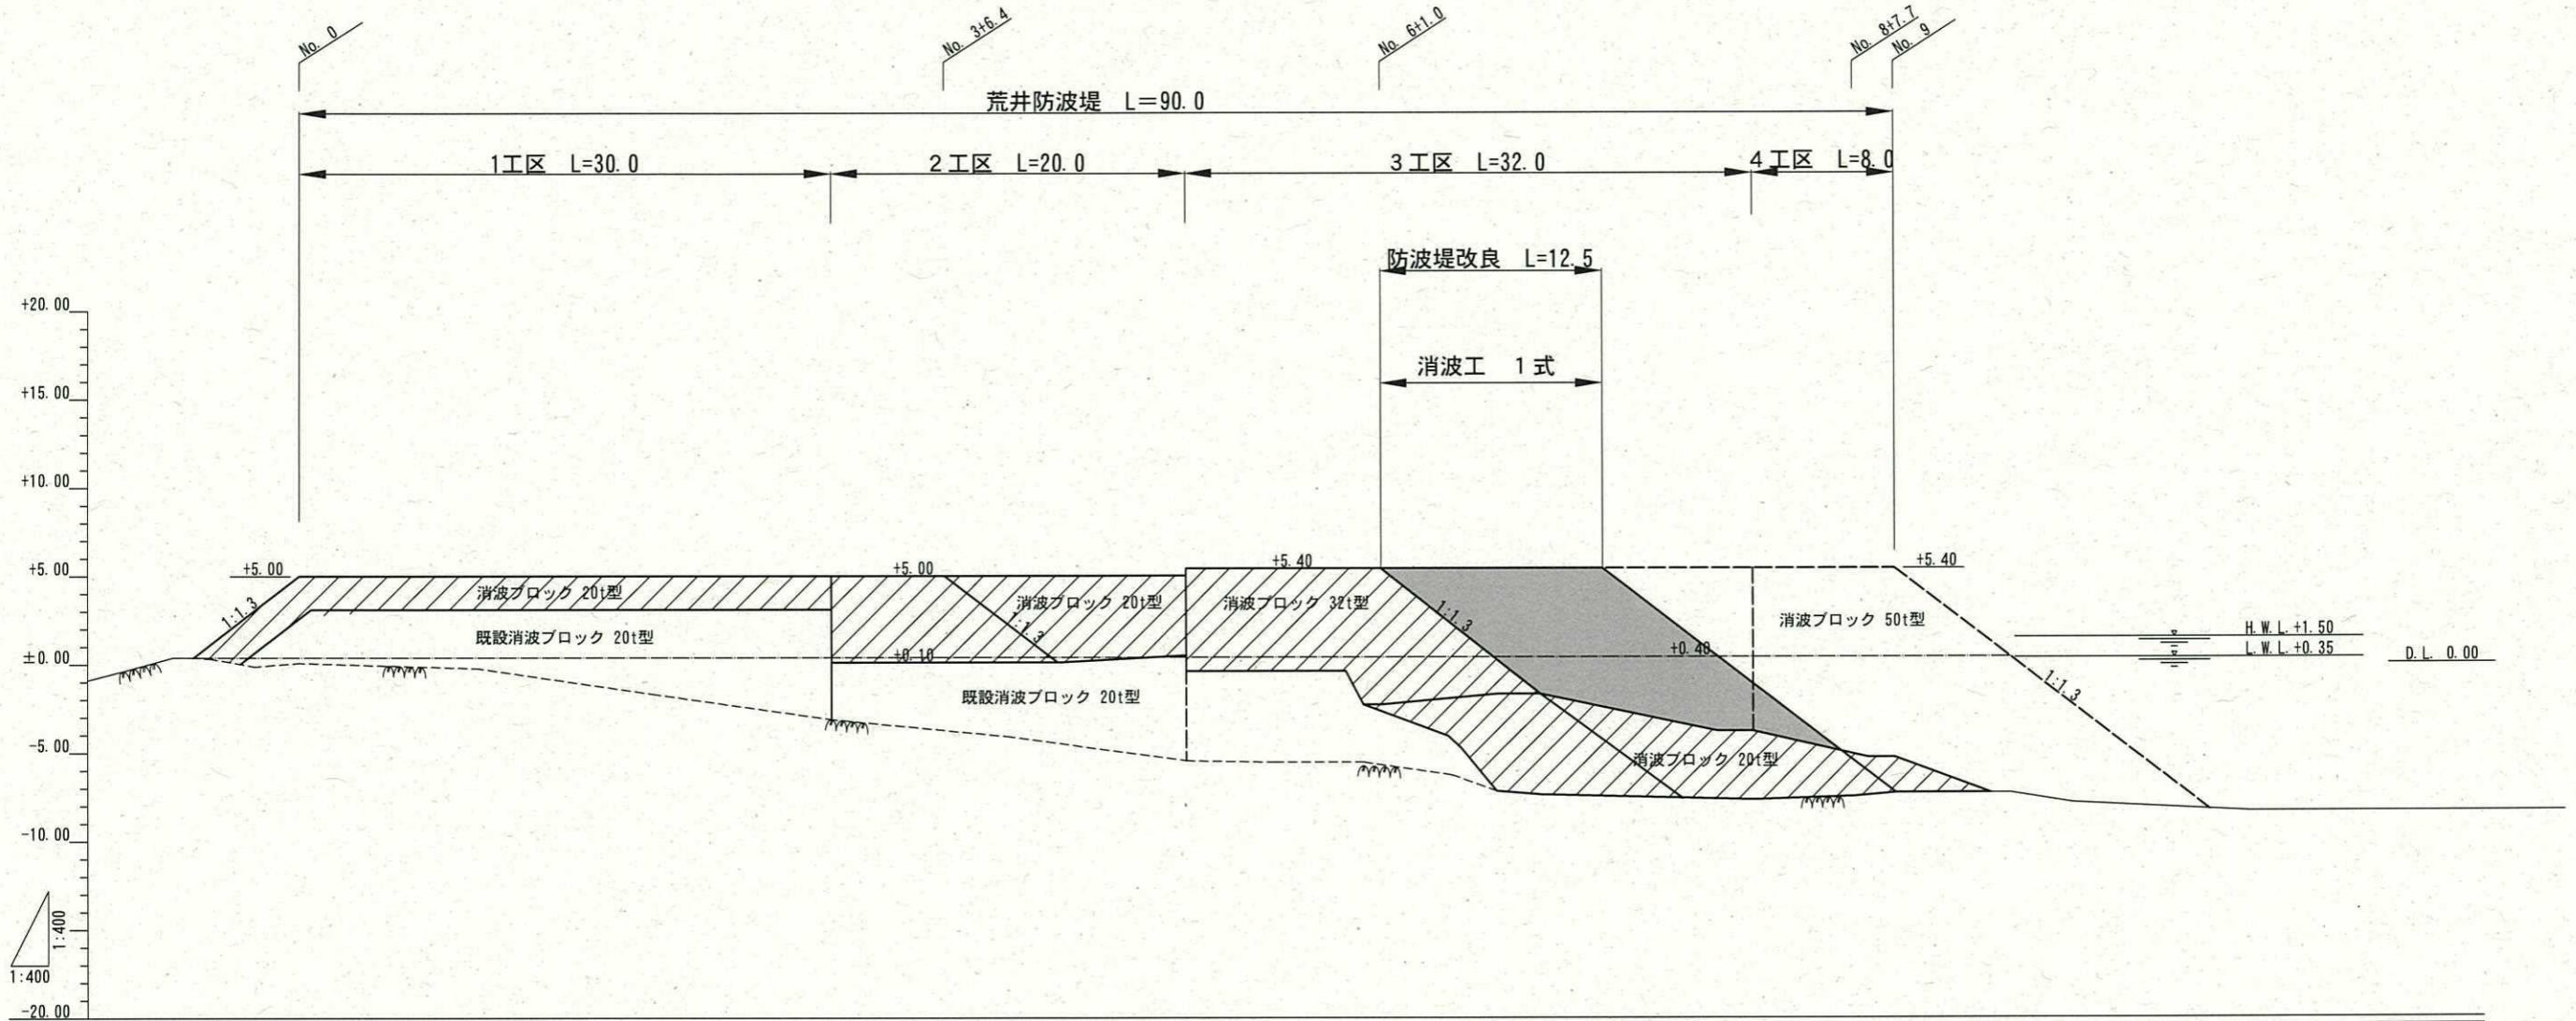 No. 0
No. 3+6.4
No. 6+1.0
No. 8+7.7
No. 9
荒井防波堤 L=90.0
1工区 L=30.0
2工区 L=20.0
3工区 L=32.0
4工区 L=8.0
防波堤改良 L=12.5
消波工 1式
+20.00
+15.00
+10.00
+5.00
±0.00
-5.00
-10.00
-20.00
1:400
1:400
+5.00
1:1.3
消波ブロック 20t型
既設消波ブロック 20t型
+5.00
消波ブロック 20t型
1:1.3
+0.10
既設消波ブロック 20t型
+5.40
消波ブロック 32t型
1:1.3
+0.40
消波ブロック 20t型
消波ブロック 50t型
+5.40
1:1.3
H.W.L.+1.50
L.W.L.+0.35
D.L. 0.00